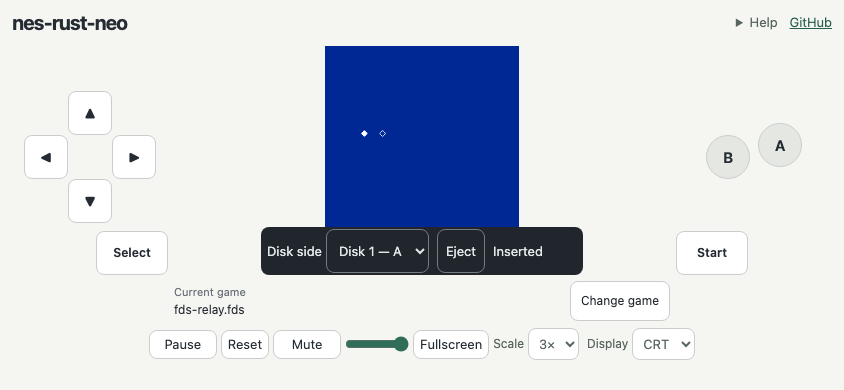 nes-rust-neo
Help GitHub
B A
Select
Disk side Disk 1 — A Eject Inserted
Start
Current game
fds-relay.fds
Change game
Pause Reset Mute Fullscreen Scale 3× Display CRT